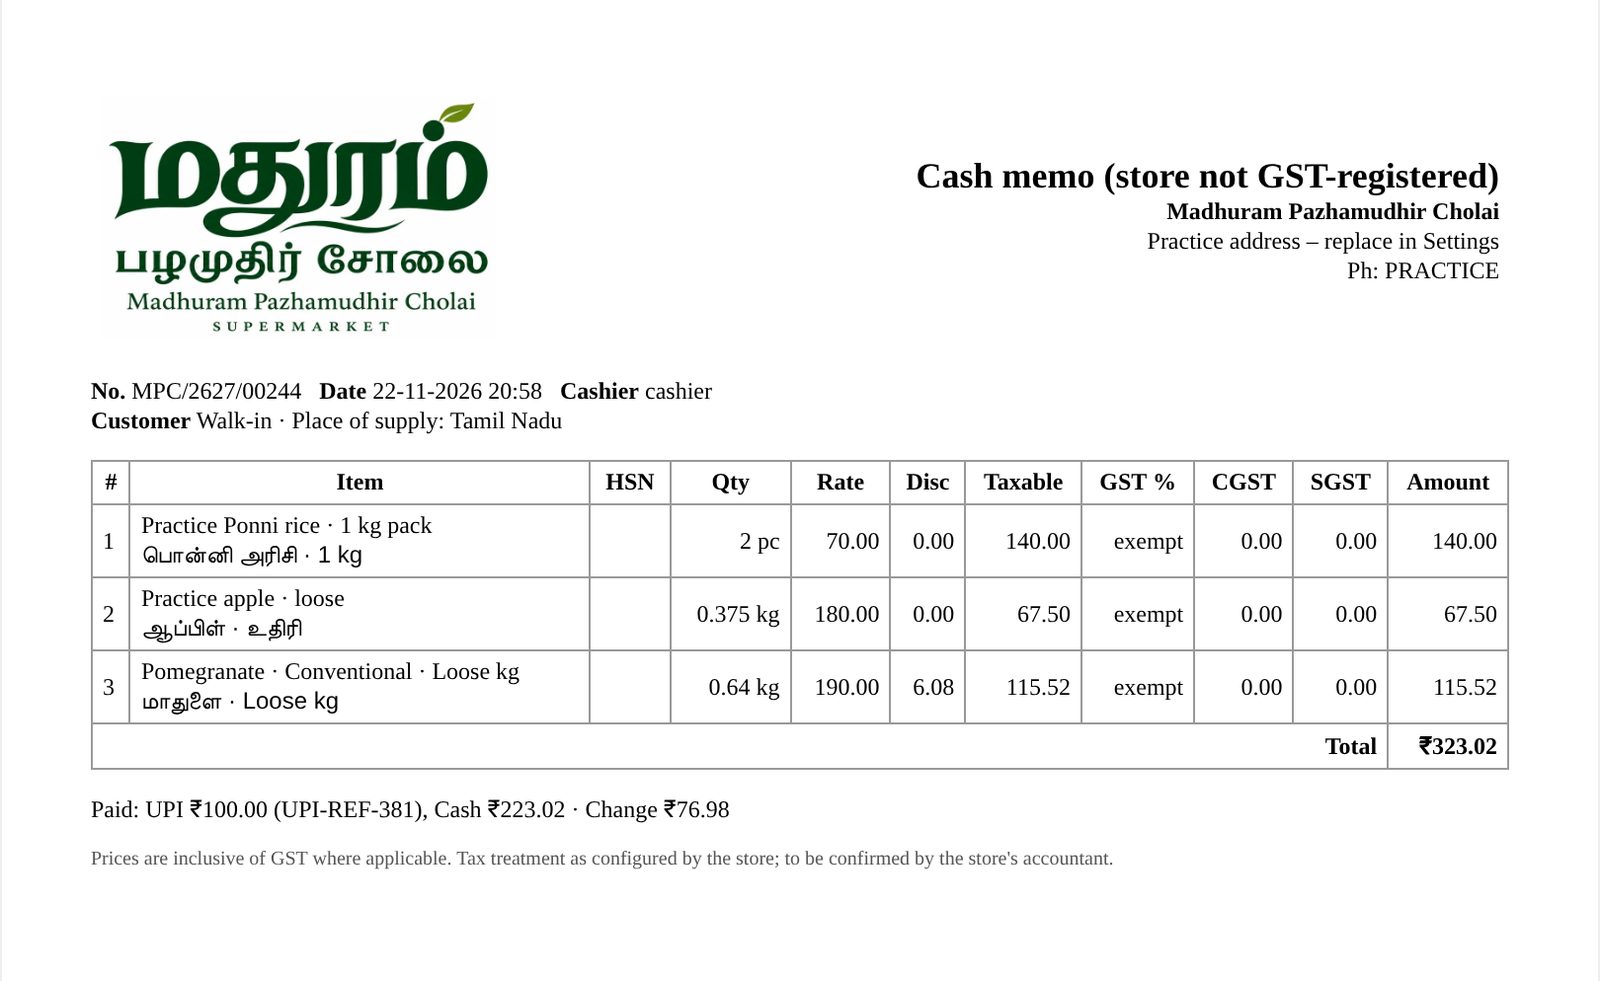 மதுரம்
பழமுதிர் சோலை
Madhuram Pazhamudhir Cholai
SUPERMARKET
Cash memo (store not GST-registered)
Madhuram Pazhamudhir Cholai
Practice address – replace in Settings
Ph: PRACTICE
No. MPC/2627/00244 Date 22-11-2026 20:58 Cashier cashier
Customer Walk-in · Place of supply: Tamil Nadu
# Item HSN Qty Rate Disc Taxable GST % CGST SGST Amount
1 Practice Ponni rice · 1 kg pack 2 pc 70.00 0.00 140.00 exempt 0.00 0.00 140.00
பொன்னி அரிசி · 1 kg
2 Practice apple · loose 0.375 kg 180.00 0.00 67.50 exempt 0.00 0.00 67.50
ஆப்பிள் · உதிரி
3 Pomegranate · Conventional · Loose kg 0.64 kg 190.00 6.08 115.52 exempt 0.00 0.00 115.52
மாதுளை · Loose kg
Total ₹323.02
Paid: UPI ₹100.00 (UPI-REF-381), Cash ₹223.02 · Change ₹76.98
Prices are inclusive of GST where applicable. Tax treatment as configured by the store; to be confirmed by the store's accountant.